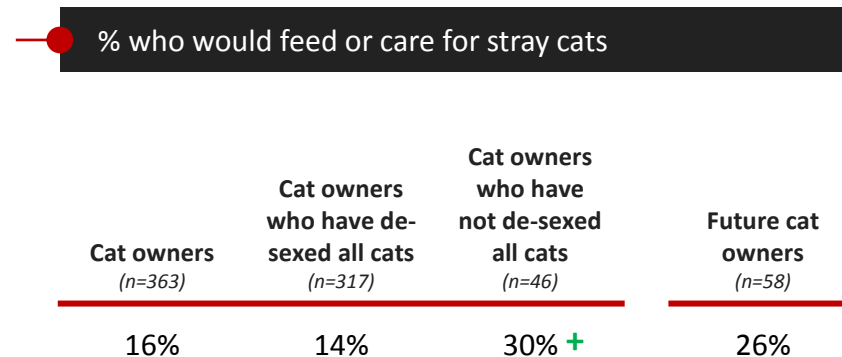 % who would feed or care for stray cats
Cat owners
(n=363)
Cat owners
who have de-
sexed all cats
(n=317)
Cat owners
who have
not de-sexed
all cats
(n=46)
Future cat
owners
(n=58)
16%
14%
30% +
26%